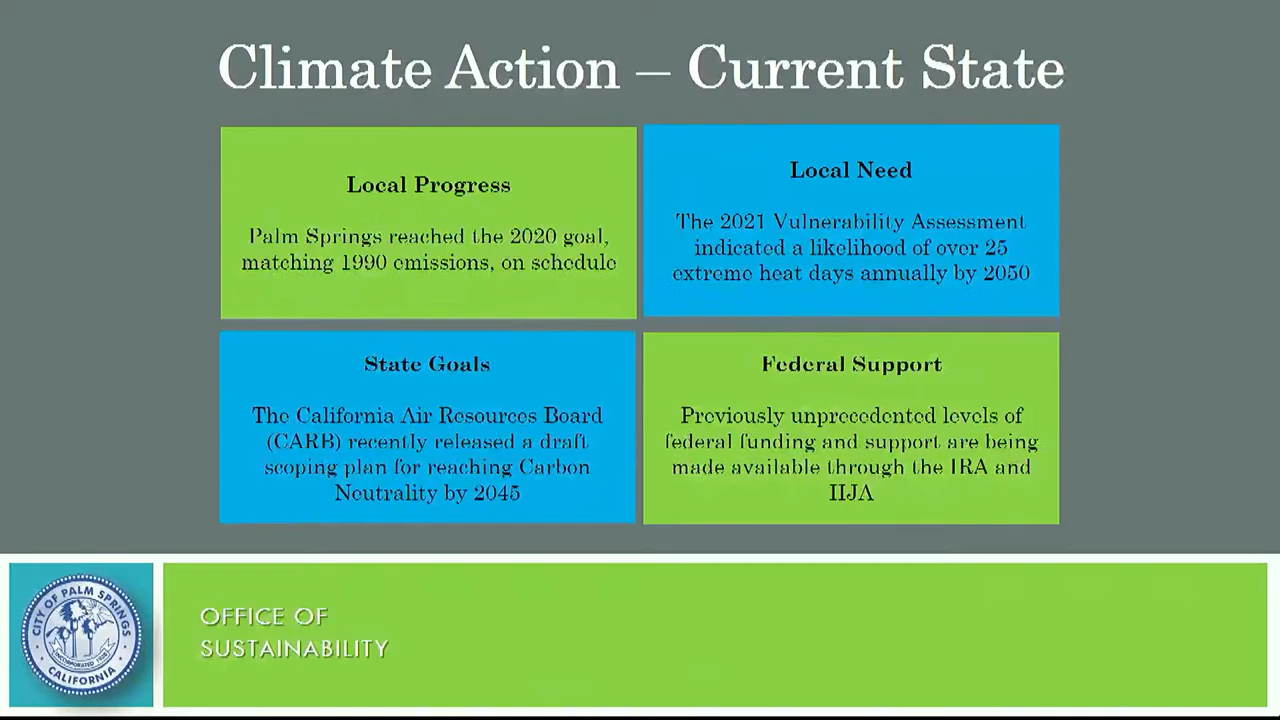 Climate Action – Current State
Local Progress
Palm Springs reached the 2020 goal,
matching 1990 emissions, on schedule
Local Need
The 2021 Vulnerability Assessment
indicated a likelihood of over 25
extreme heat days annually by 2050
State Goals
The California Air Resources Board
(CARB) recently released a draft
scoping plan for reaching Carbon
Neutrality by 2045
Federal Support
Previously unprecedented levels of
federal funding and support are being
made available through the IRA and
IIJA
CITY OF PALM SPRINGS
CALIFORNIA
OFFICE OF
SUSTAINABILITY